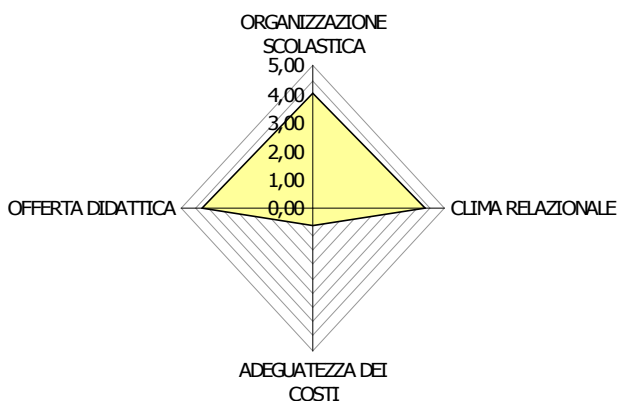 ORGANIZZAZIONE
SCOLASTICA
5,00
4,00
3,00
2,00
1,00
0,00
OFFERTA DIDATTICA
CLIMA RELAZIONALE
ADEGUATEZZA DEI
COSTI